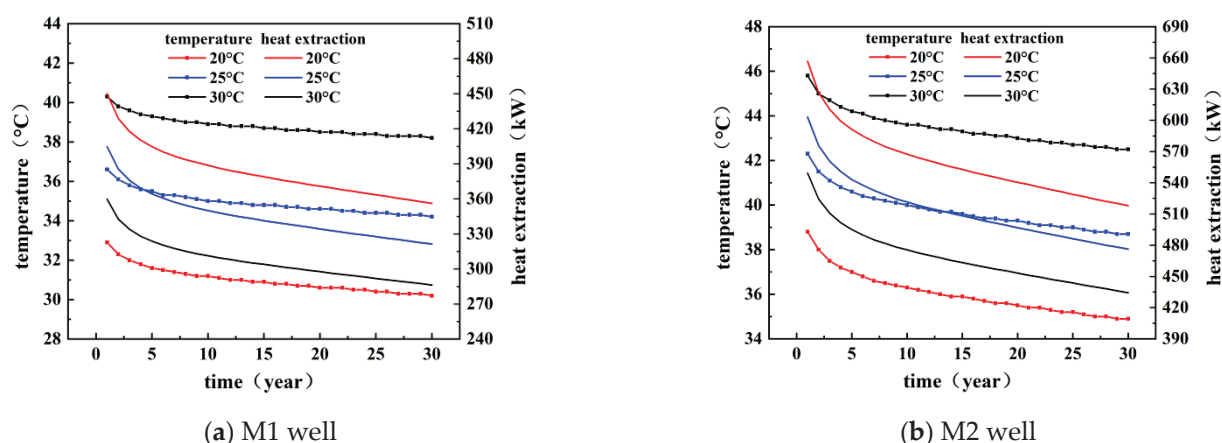 44
42
40
38
36
34
32
30
28
temperature（°C）
temperature heat extraction
20°C 20°C
25°C 25°C
30°C 30°C
510
480
450
420
390
360
330
300
270
240
heat extraction（kW）
0 5 10 15 20 25 30
time（year）
(a) M1 well
48
46
44
42
40
38
36
34
temperature（°C）
temperature heat extraction
20°C 20°C
25°C 25°C
30°C 30°C
690
660
630
600
570
540
510
480
450
420
390
heat extraction（kW）
0 5 10 15 20 25 30
time（year）
(b) M2 well